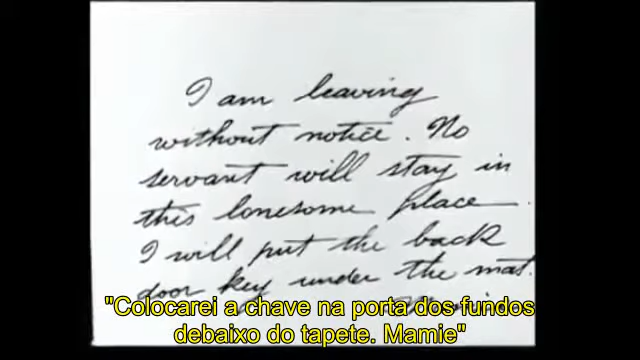 I am leaving
without notice. No
servant will stay in
this lonesome place.
I will put the back
door key under the mat.
"Colocarei a chave na porta dos fundos
debaixo do tapete. Mamie"